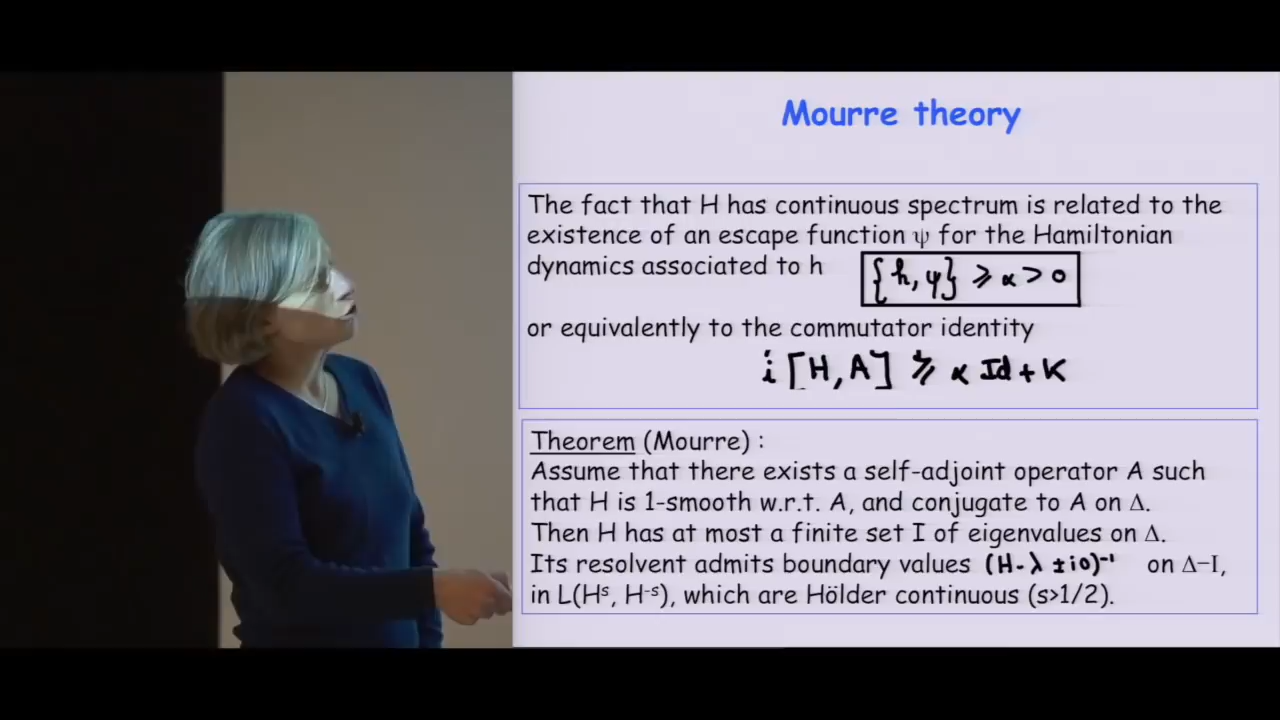 Mourre theory
The fact that H has continuous spectrum is related to the
existence of an escape function ψ for the Hamiltonian
dynamics associated to h {h, ψ} ⩾ α > 0
or equivalently to the commutator identity
i [H, A] ⩾ α Id + K
Theorem (Mourre) :
Assume that there exists a self-adjoint operator A such
that H is 1-smooth w.r.t. A, and conjugate to A on Δ.
Then H has at most a finite set I of eigenvalues on Δ.
Its resolvent admits boundary values (H - λ ± i0)⁻¹ on Δ-I,
in L(Hˢ, H⁻ˢ), which are Hölder continuous (s>1/2).